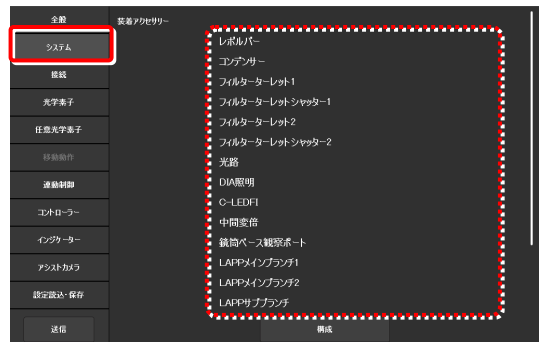 全般
システム
接続
光学素子
任意光学素子
移動動作
連動制御
コントローラー
インジケーター
アシストカメラ
設定読込・保存
送信
装着アクセサリー
レボルバー
コンデンサー
フィルターターレット1
フィルターターレットシャッター1
フィルターターレット2
フィルターターレットシャッター2
光路
DIA照明
C-LEDFI
中間変倍
鏡筒ベース観察ポート
LAPPメインブランチ1
LAPPメインブランチ2
LAPPサブブランチ
構成